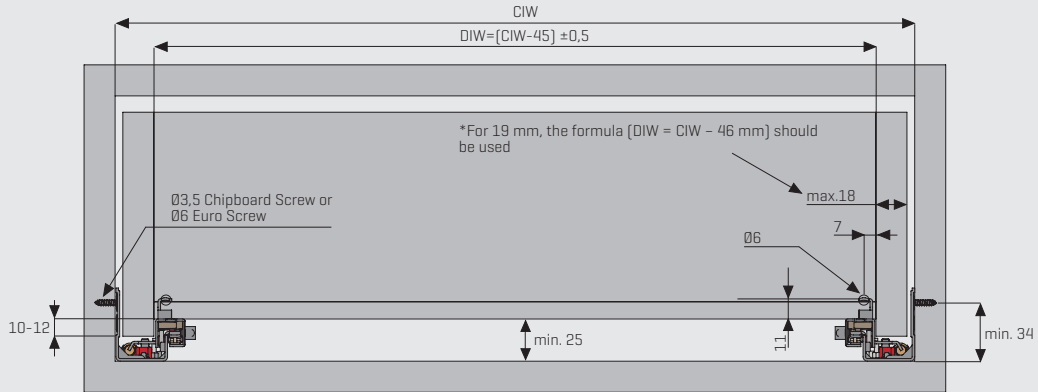 CIW
DIW=(CIW-45) ±0,5
*For 19 mm, the formula (DIW = CIW – 46 mm) should
be used
max.18
Ø3,5 Chipboard Screw or
Ø6 Euro Screw
7
Ø6
10-12
min. 25
11
min. 34